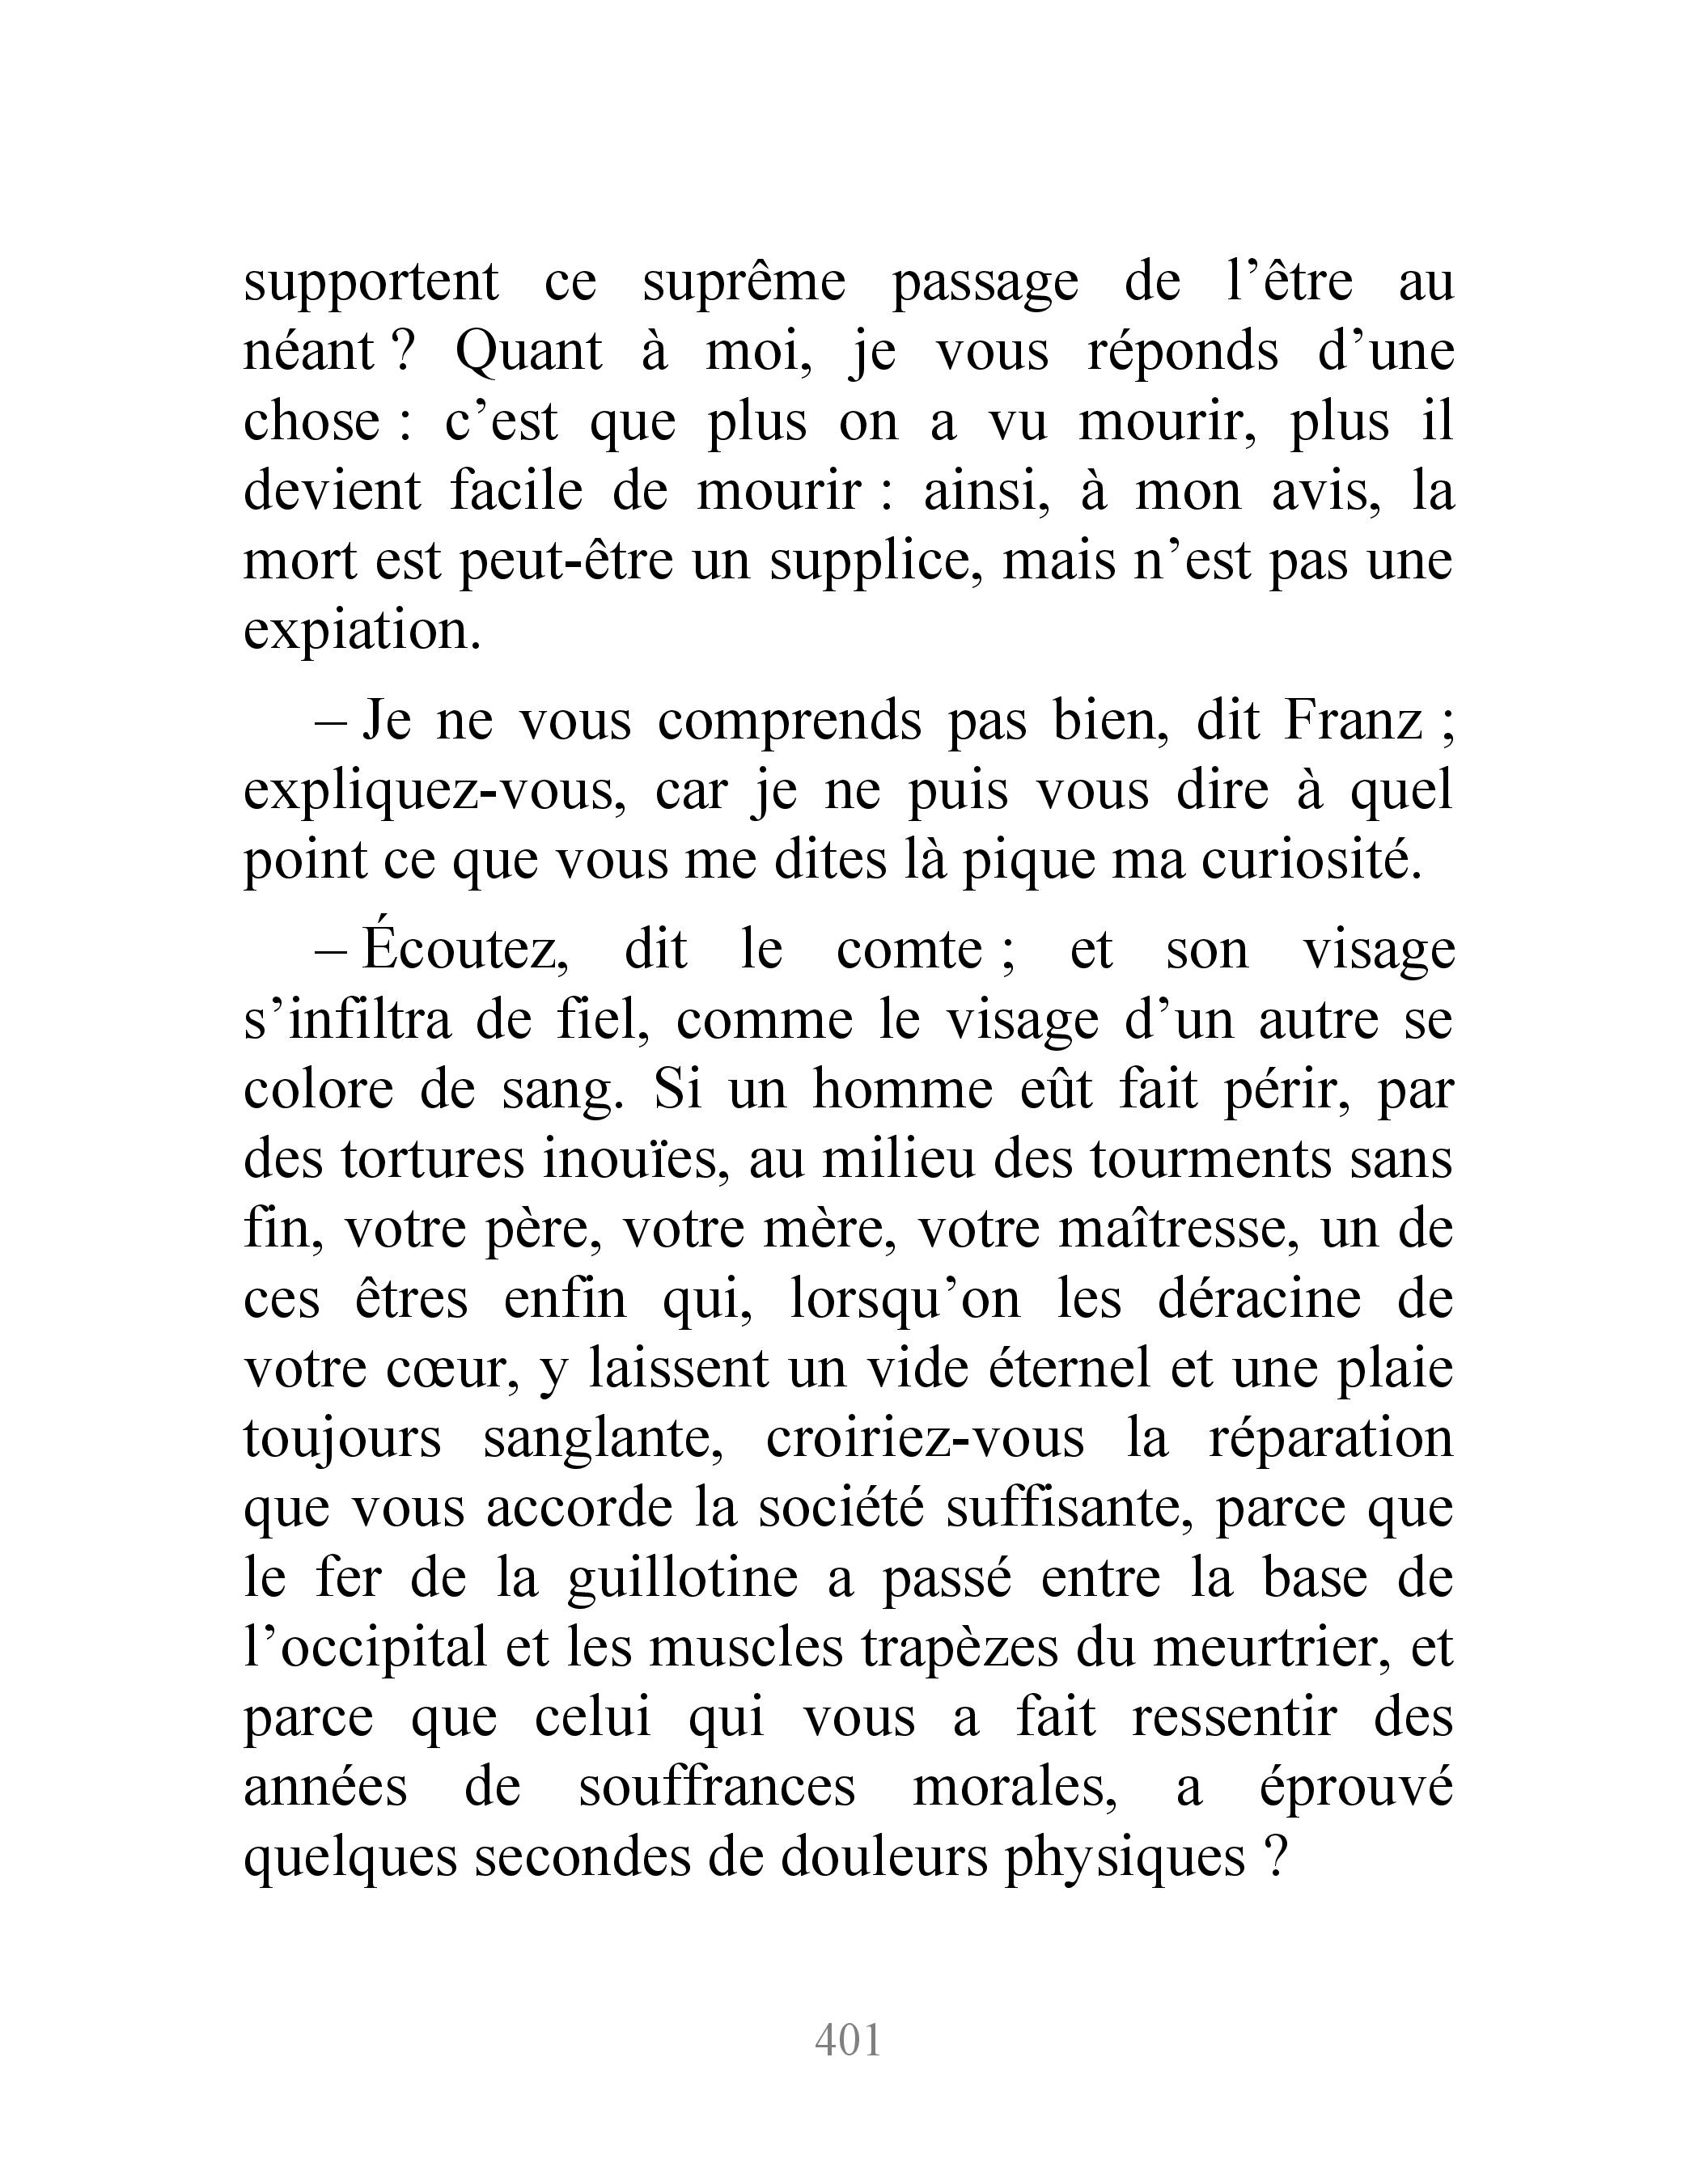 supportent ce suprême passage de l’être au
néant ? Quant à moi, je vous réponds d’une
chose : c’est que plus on a vu mourir, plus il
devient facile de mourir : ainsi, à mon avis, la
mort est peut-être un supplice, mais n’est pas une
expiation.
– Je ne vous comprends pas bien, dit Franz ;
expliquez-vous, car je ne puis vous dire à quel
point ce que vous me dites là pique ma curiosité.
– Écoutez, dit le comte ; et son visage
s’infiltra de fiel, comme le visage d’un autre se
colore de sang. Si un homme eût fait périr, par
des tortures inouïes, au milieu des tourments sans
fin, votre père, votre mère, votre maîtresse, un de
ces êtres enfin qui, lorsqu’on les déracine de
votre cœur, y laissent un vide éternel et une plaie
toujours sanglante, croiriez-vous la réparation
que vous accorde la société suffisante, parce que
le fer de la guillotine a passé entre la base de
l’occipital et les muscles trapèzes du meurtrier, et
parce que celui qui vous a fait ressentir des
années de souffrances morales, a éprouvé
quelques secondes de douleurs physiques ?
401